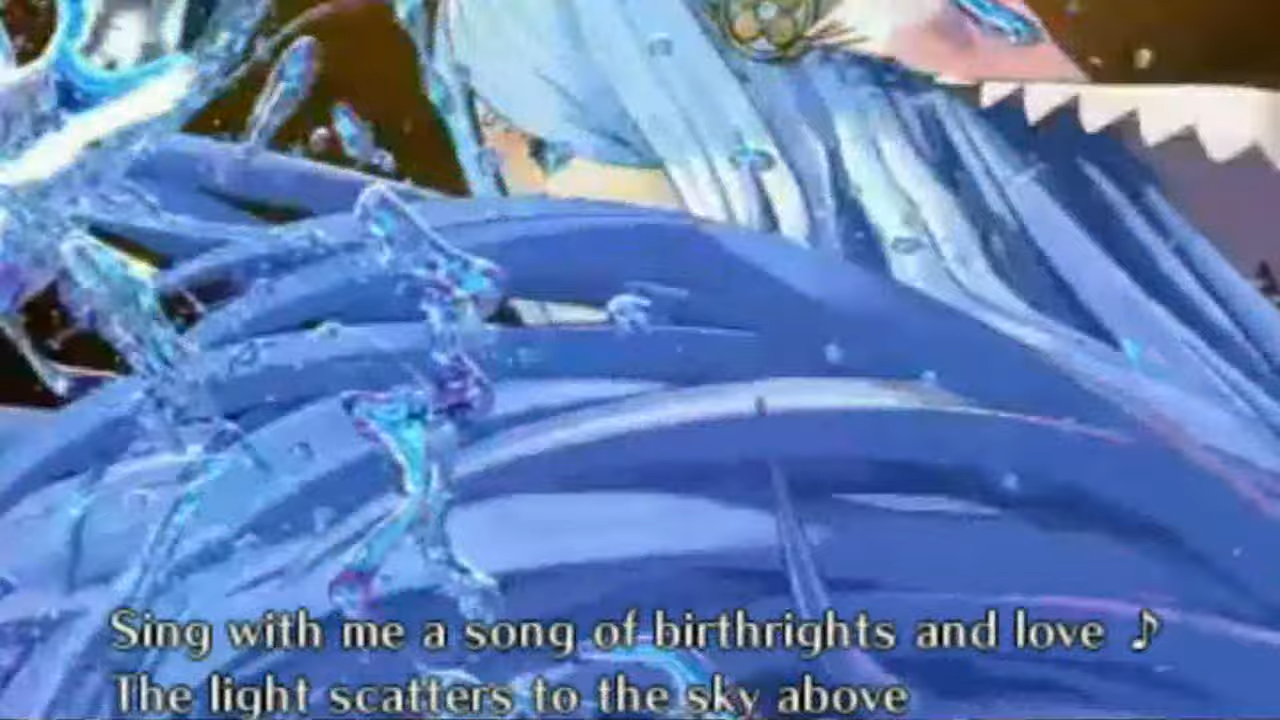 Sing with me a song of birthrights and love ♪
The light scatters to the sky above